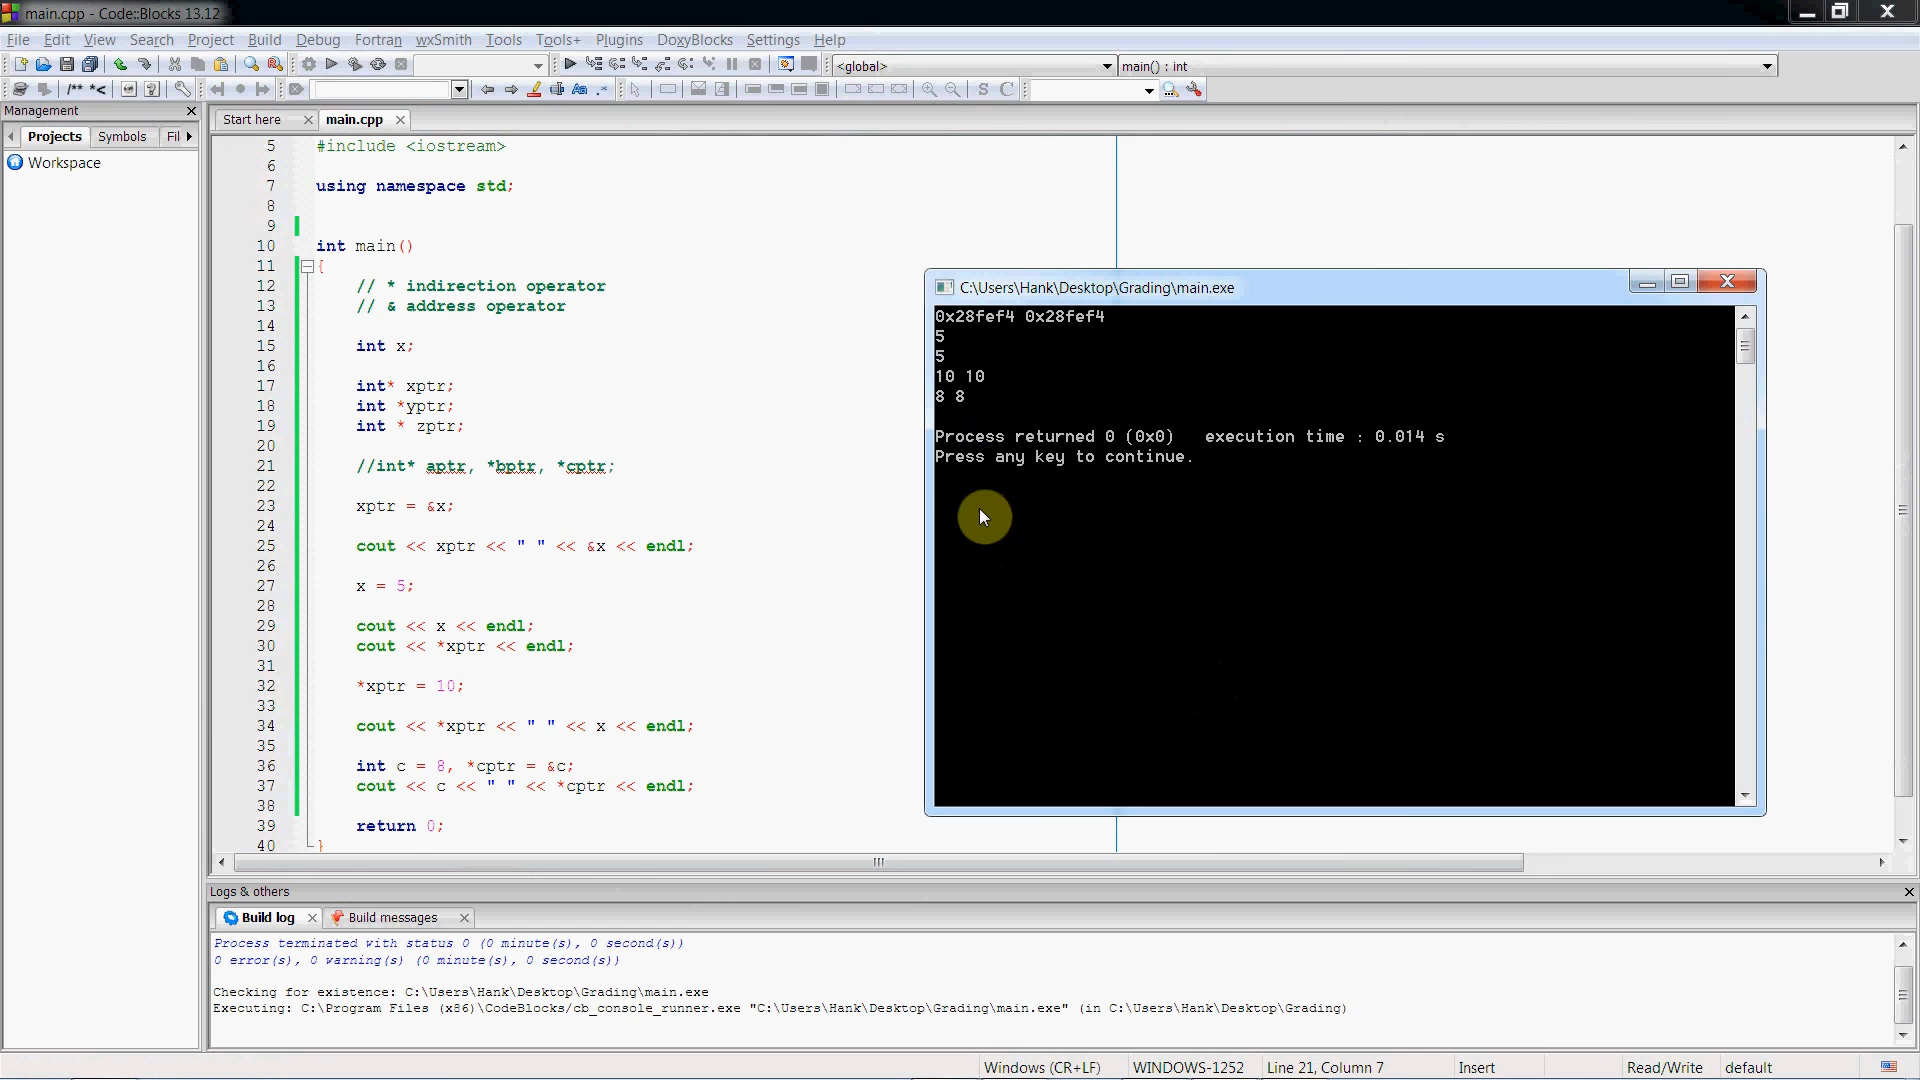 main.cpp - Code::Blocks 13.12
File Edit View Search Project Build Debug Fortran wxSmith Tools Tools+ Plugins DoxyBlocks Settings Help
<global> main() : int
/** *<
S C
Management
Start here main.cpp
Projects Symbols Fil
Workspace
5 #include <iostream>
6
7 using namespace std;
8
9
10 int main()
11 {
12 // * indirection operator
13 // & address operator
14
15 int x;
16
17 int* xptr;
18 int *yptr;
19 int * zptr;
20
21 //int* aptr, *bptr, *cptr;
22
23 xptr = &x;
24
25 cout << xptr << " " << &x << endl;
26
27 x = 5;
28
29 cout << x << endl;
30 cout << *xptr << endl;
31
32 *xptr = 10;
33
34 cout << *xptr << " " << x << endl;
35
36 int c = 8, *cptr = &c;
37 cout << c << " " << *cptr << endl;
38
39 return 0;
40 }
C:\Users\Hank\Desktop\Grading\main.exe
0x28fef4 0x28fef4
5
5
10 10
8 8
Process returned 0 (0x0) execution time : 0.014 s
Press any key to continue.
Logs & others
Build log Build messages
Process terminated with status 0 (0 minute(s), 0 second(s))
0 error(s), 0 warning(s) (0 minute(s), 0 second(s))
Checking for existence: C:\Users\Hank\Desktop\Grading\main.exe
Executing: C:\Program Files (x86)\CodeBlocks/cb_console_runner.exe "C:\Users\Hank\Desktop\Grading\main.exe" (in C:\Users\Hank\Desktop\Grading)
Windows (CR+LF) WINDOWS-1252 Line 21, Column 7 Insert Read/Write default